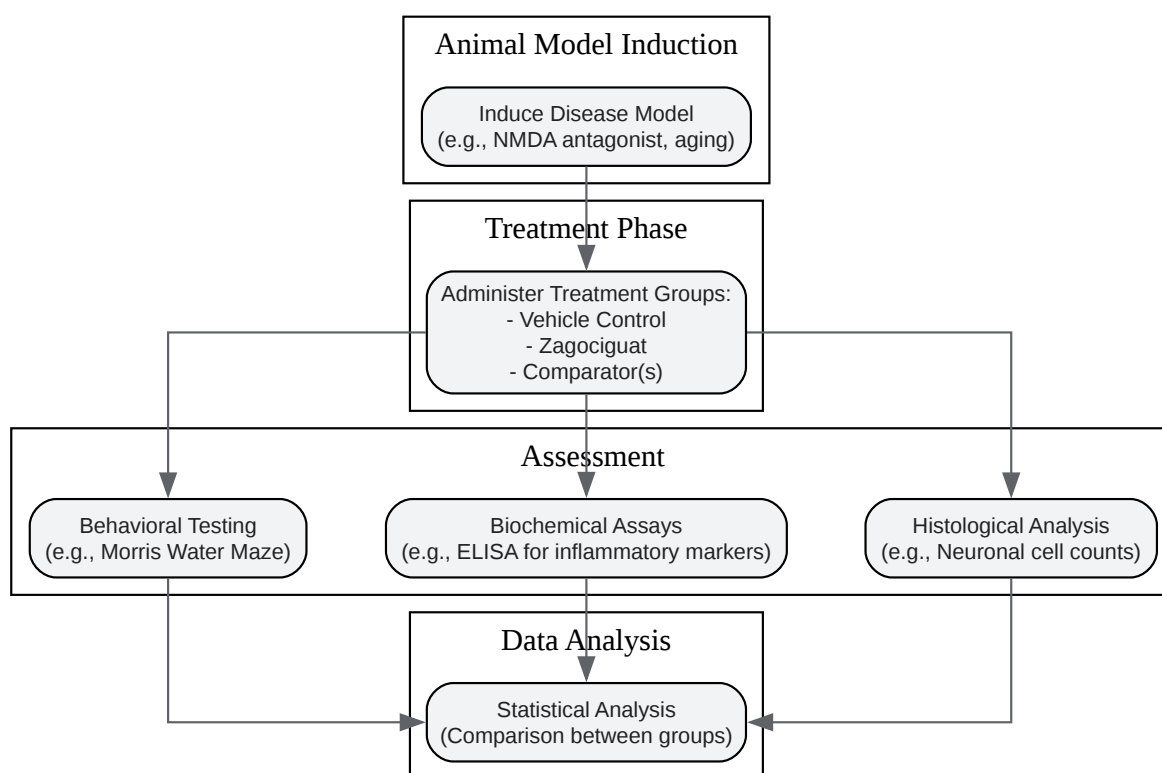 Animal Model Induction
Induce Disease Model
(e.g., NMDA antagonist, aging)
Treatment Phase
Administer Treatment Groups:
- Vehicle Control
- Zagociguat
- Comparator(s)
Assessment
Behavioral Testing
(e.g., Morris Water Maze)
Biochemical Assays
(e.g., ELISA for inflammatory markers)
Histological Analysis
(e.g., Neuronal cell counts)
Data Analysis
Statistical Analysis
(Comparison between groups)